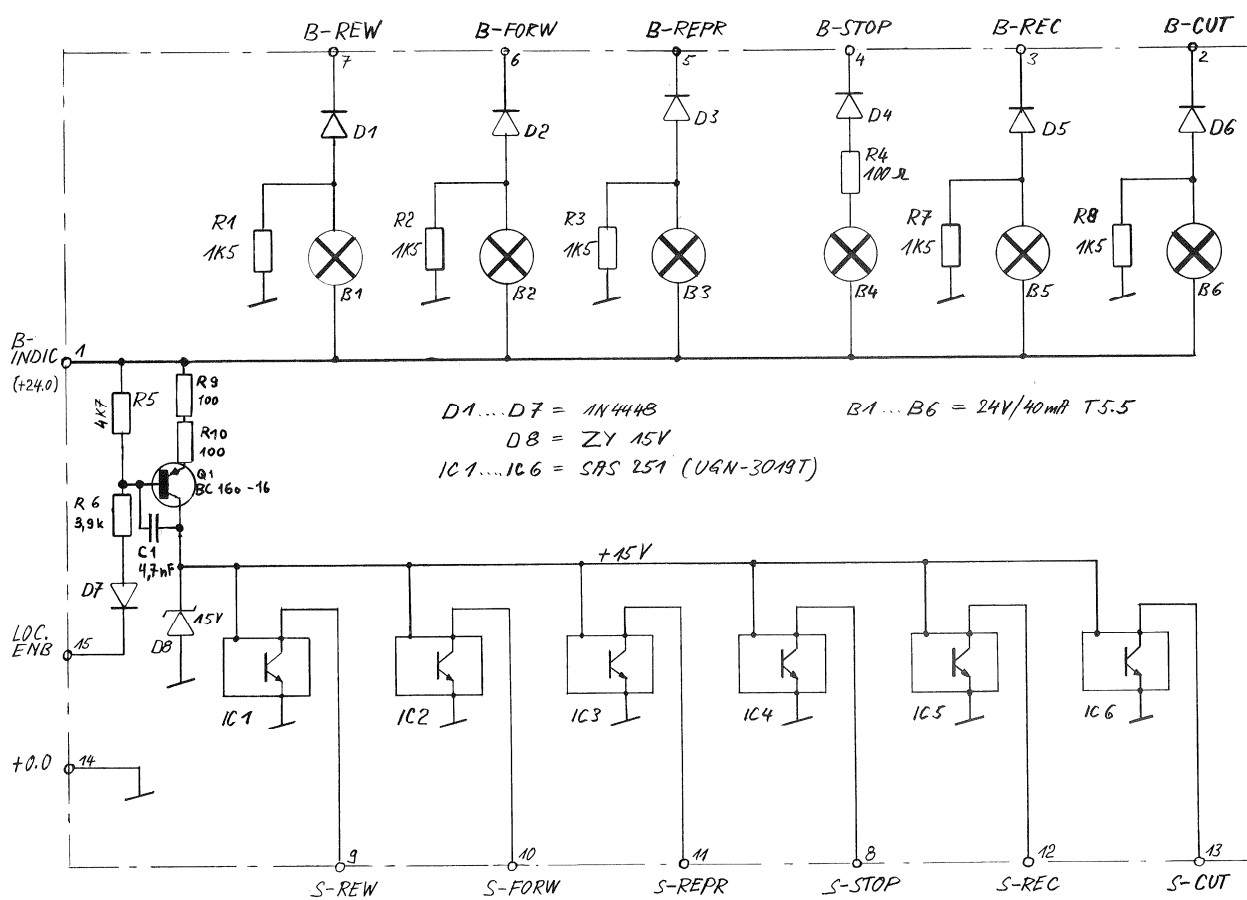 B-REW B-FORW B-REPR B-STOP B-REC B-CUT
7 6 5 4 3 2
D1 D2 D3 D4 D5 D6
R4
100Ω
R1 R2 R3 R7 R8
1K5 1K5 1K5 1K5 1K5
B1 B2 B3 B4 B5 B6
B-
INDIC 1
(+24.0)
R9
100
R5
4K7
R10
100
Q1
BC160-16
R6
3,9k
C1
4,7nF
D1....D7 = 1N4448
D8 = ZY 15V
IC1....IC6 = SAS 251 (UGN-3019T)
B1...B6 = 24V/40mA T5.5
+15V
D7
15V
D8
LOC.
ENB 15
IC1 IC2 IC3 IC4 IC5 IC6
+0.0 14
9 10 11 8 12 13
S-REW S-FORW S-REPR S-STOP S-REC S-CUT